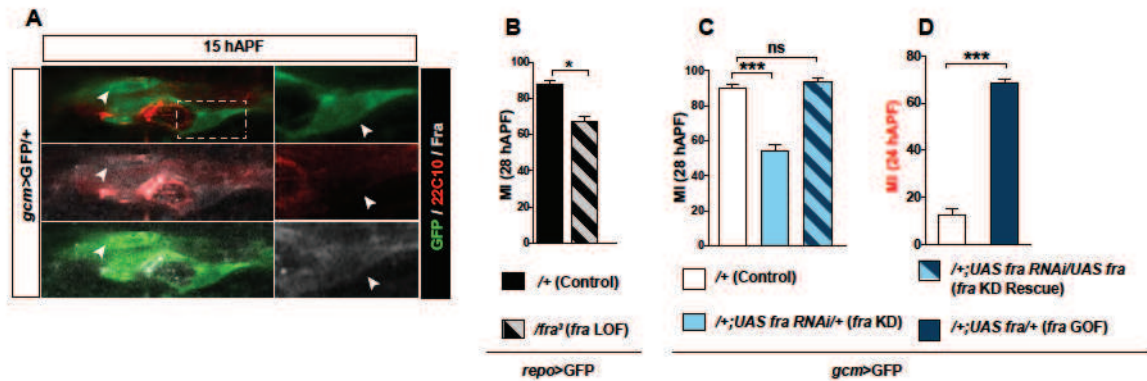 A
15 hAPF
gcm>GFP/+
GFP / 22C10 / Fra
B
*
100
80
60
40
20
0
MI (28 hAPF)
/+ (Control)
/fra³ (fra LOF)
repo>GFP
C
ns
***
100
80
60
40
20
0
MI (28 hAPF)
/+ (Control)
/+;UAS fra RNAi/+ (fra KD)
D
***
80
60
40
20
0
MI (24 hAPF)
/+;UAS fra RNAi/UAS fra
(fra KD Rescue)
/+;UAS fra/+ (fra GOF)
gcm>GFP